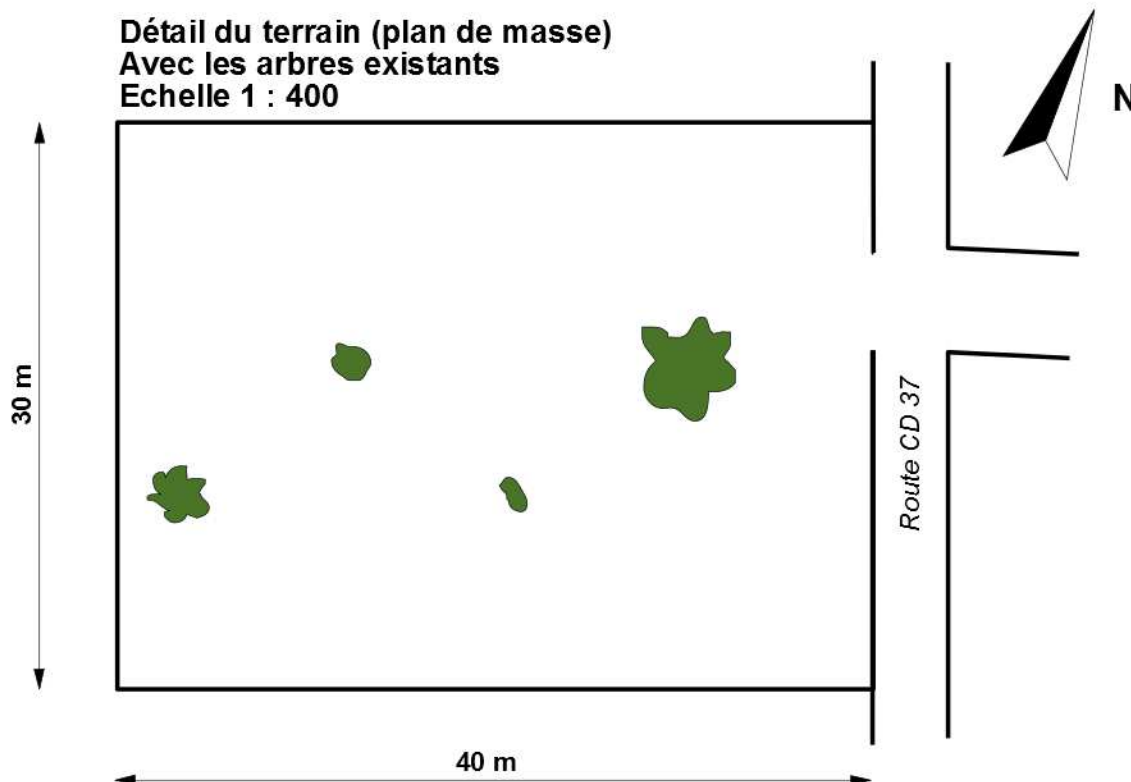 Détail du terrain (plan de masse)
Avec les arbres existants
Echelle 1 : 400
N
30 m
Route CD 37
40 m